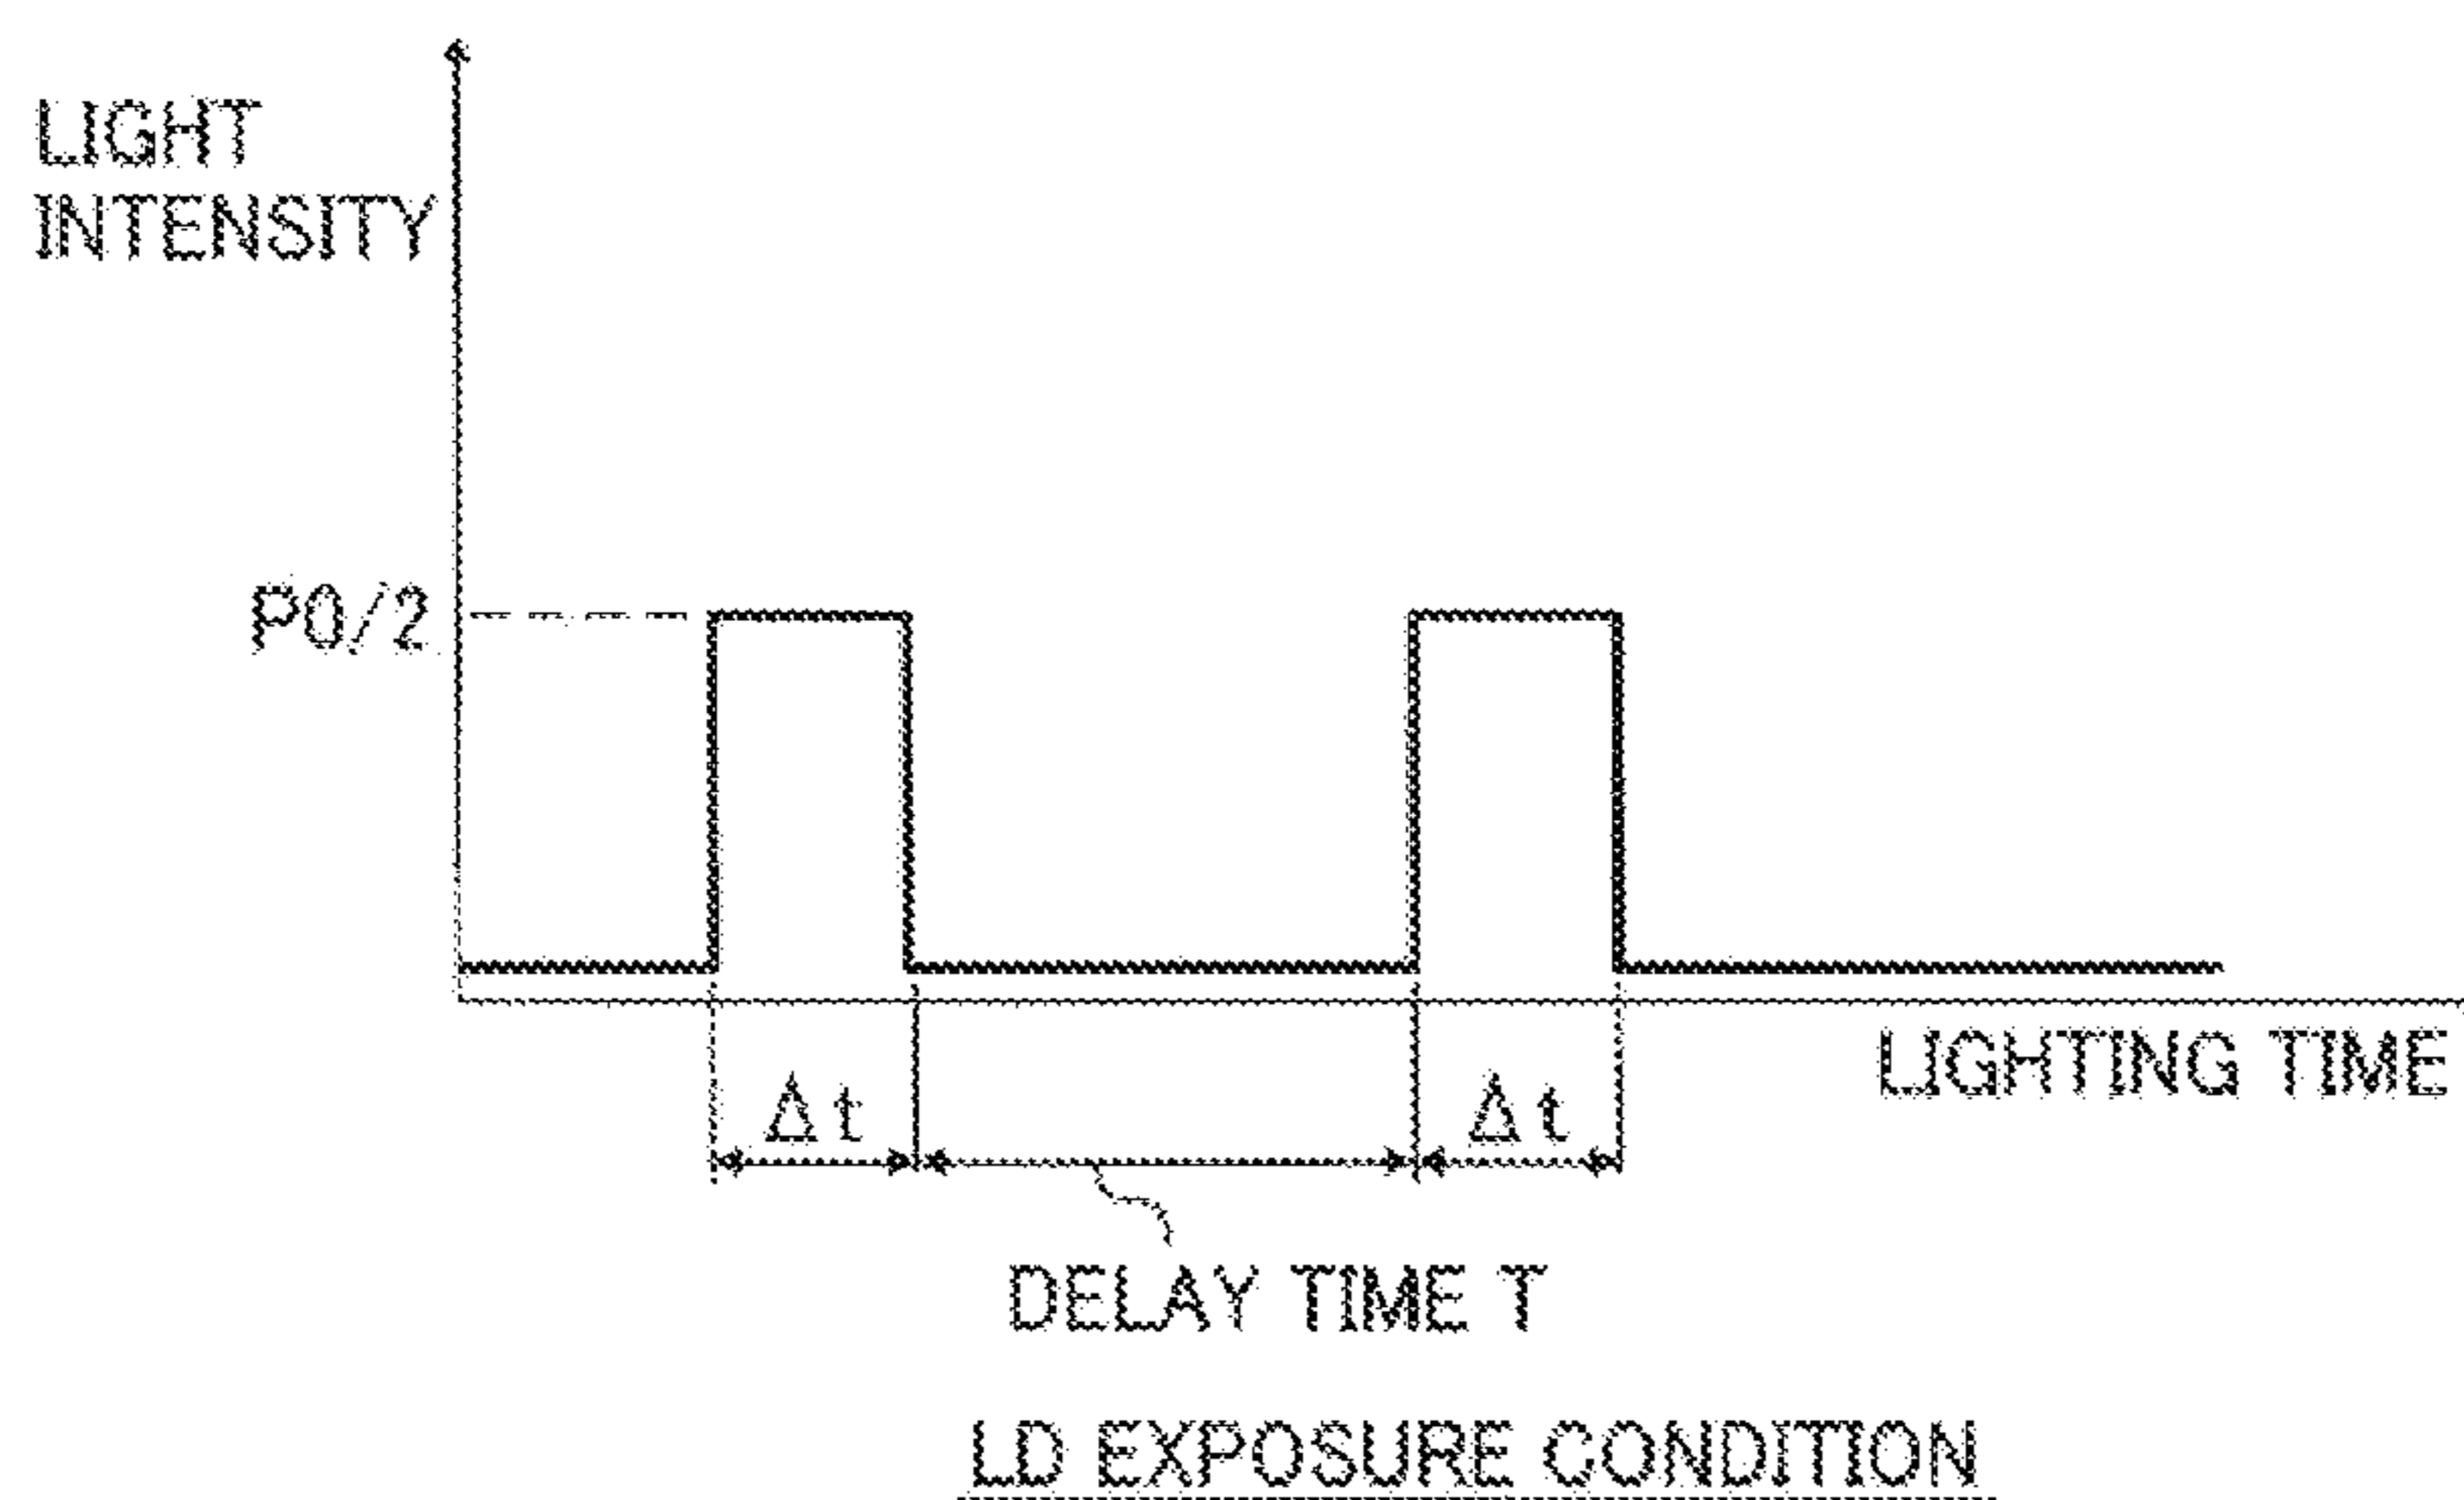 LIGHT
INTENSITY
P0/2
LIGHTING TIME
Δt
Δt
DELAY TIME T
LD EXPOSURE CONDITION